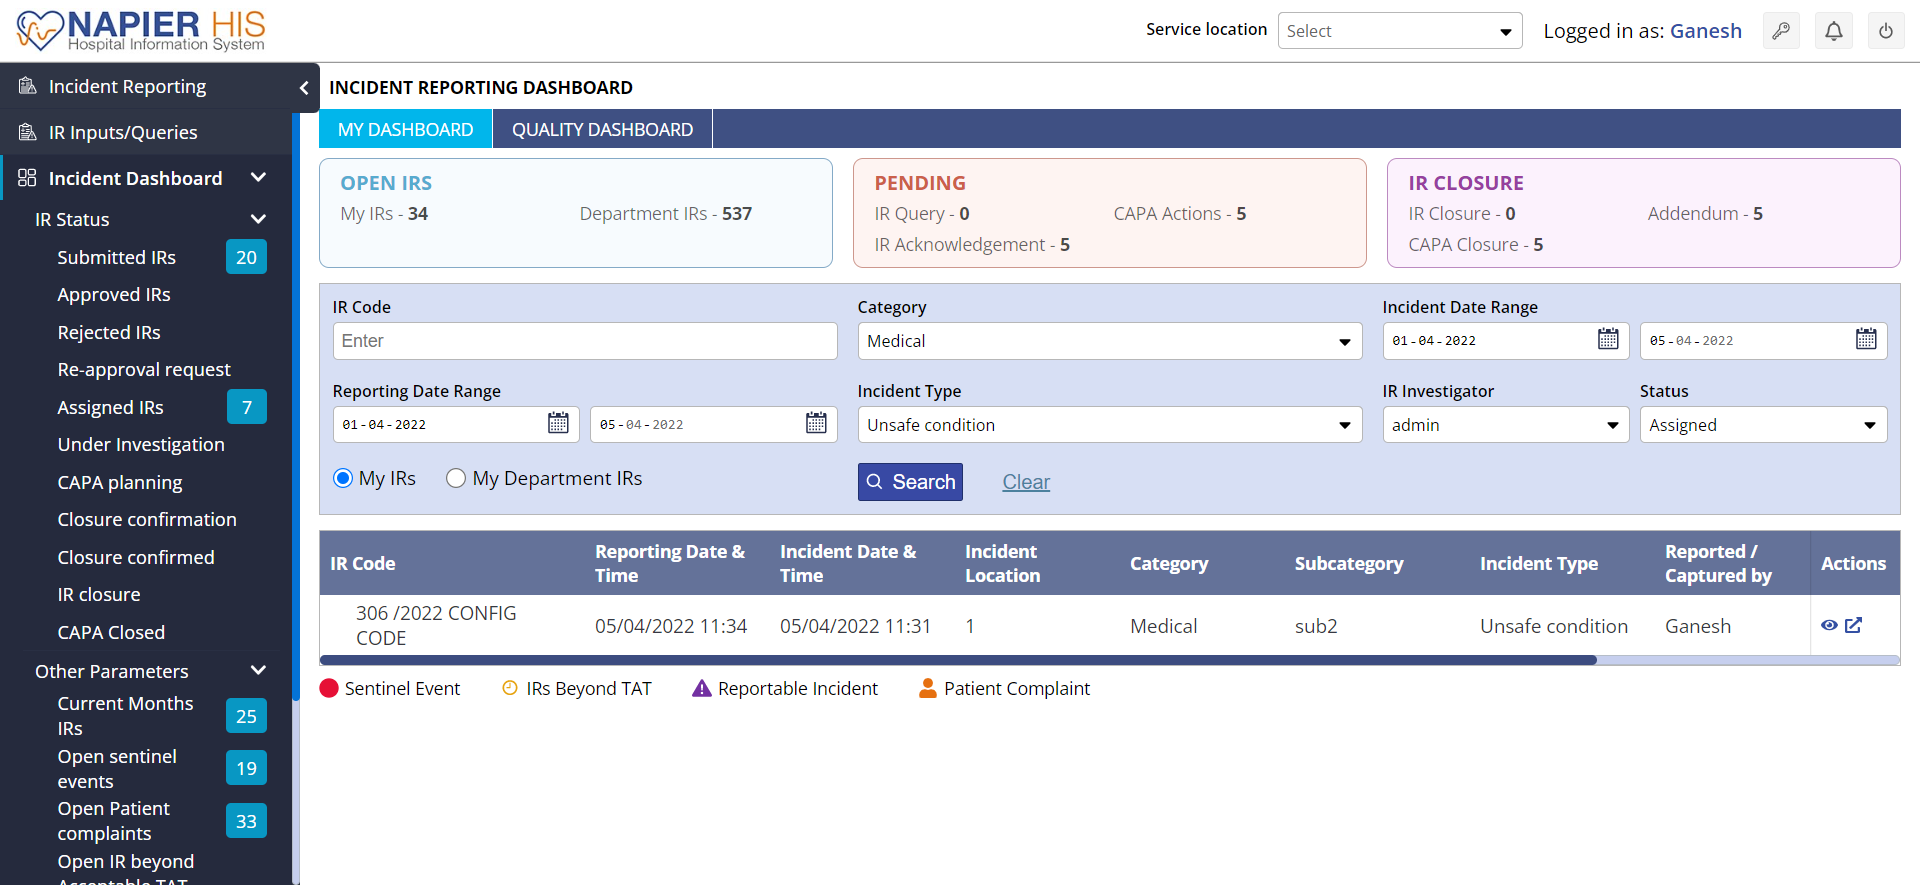 NAPIER HIS
Hospital Information System
Service location
Select
Logged in as: Ganesh
Incident Reporting
IR Inputs/Queries
Incident Dashboard
IR Status
Submitted IRs 20
Approved IRs
Rejected IRs
Re-approval request
Assigned IRs 7
Under Investigation
CAPA planning
Closure confirmation
Closure confirmed
IR closure
CAPA Closed
Other Parameters
Current Months
IRs
25
Open sentinel
events
19
Open Patient
complaints
33
Open IR beyond
Acceptable TAT
INCIDENT REPORTING DASHBOARD
MY DASHBOARD QUALITY DASHBOARD
OPEN IRS
My IRs - 34 Department IRs - 537
PENDING
IR Query - 0 CAPA Actions - 5
IR Acknowledgement - 5
IR CLOSURE
IR Closure - 0 Addendum - 5
CAPA Closure - 5
IR Code
Enter
Category
Medical
Incident Date Range
01-04-2022 05-04-2022
Reporting Date Range
01-04-2022 05-04-2022
Incident Type
Unsafe condition
IR Investigator
admin
Status
Assigned
My IRs My Department IRs
Search Clear
IR Code
Reporting Date &
Time
Incident Date &
Time
Incident
Location
Category
Subcategory
Incident Type
Reported /
Captured by
Actions
306 /2022 CONFIG
CODE
05/04/2022 11:34
05/04/2022 11:31
1
Medical
sub2
Unsafe condition
Ganesh
Sentinel Event IRs Beyond TAT Reportable Incident Patient Complaint